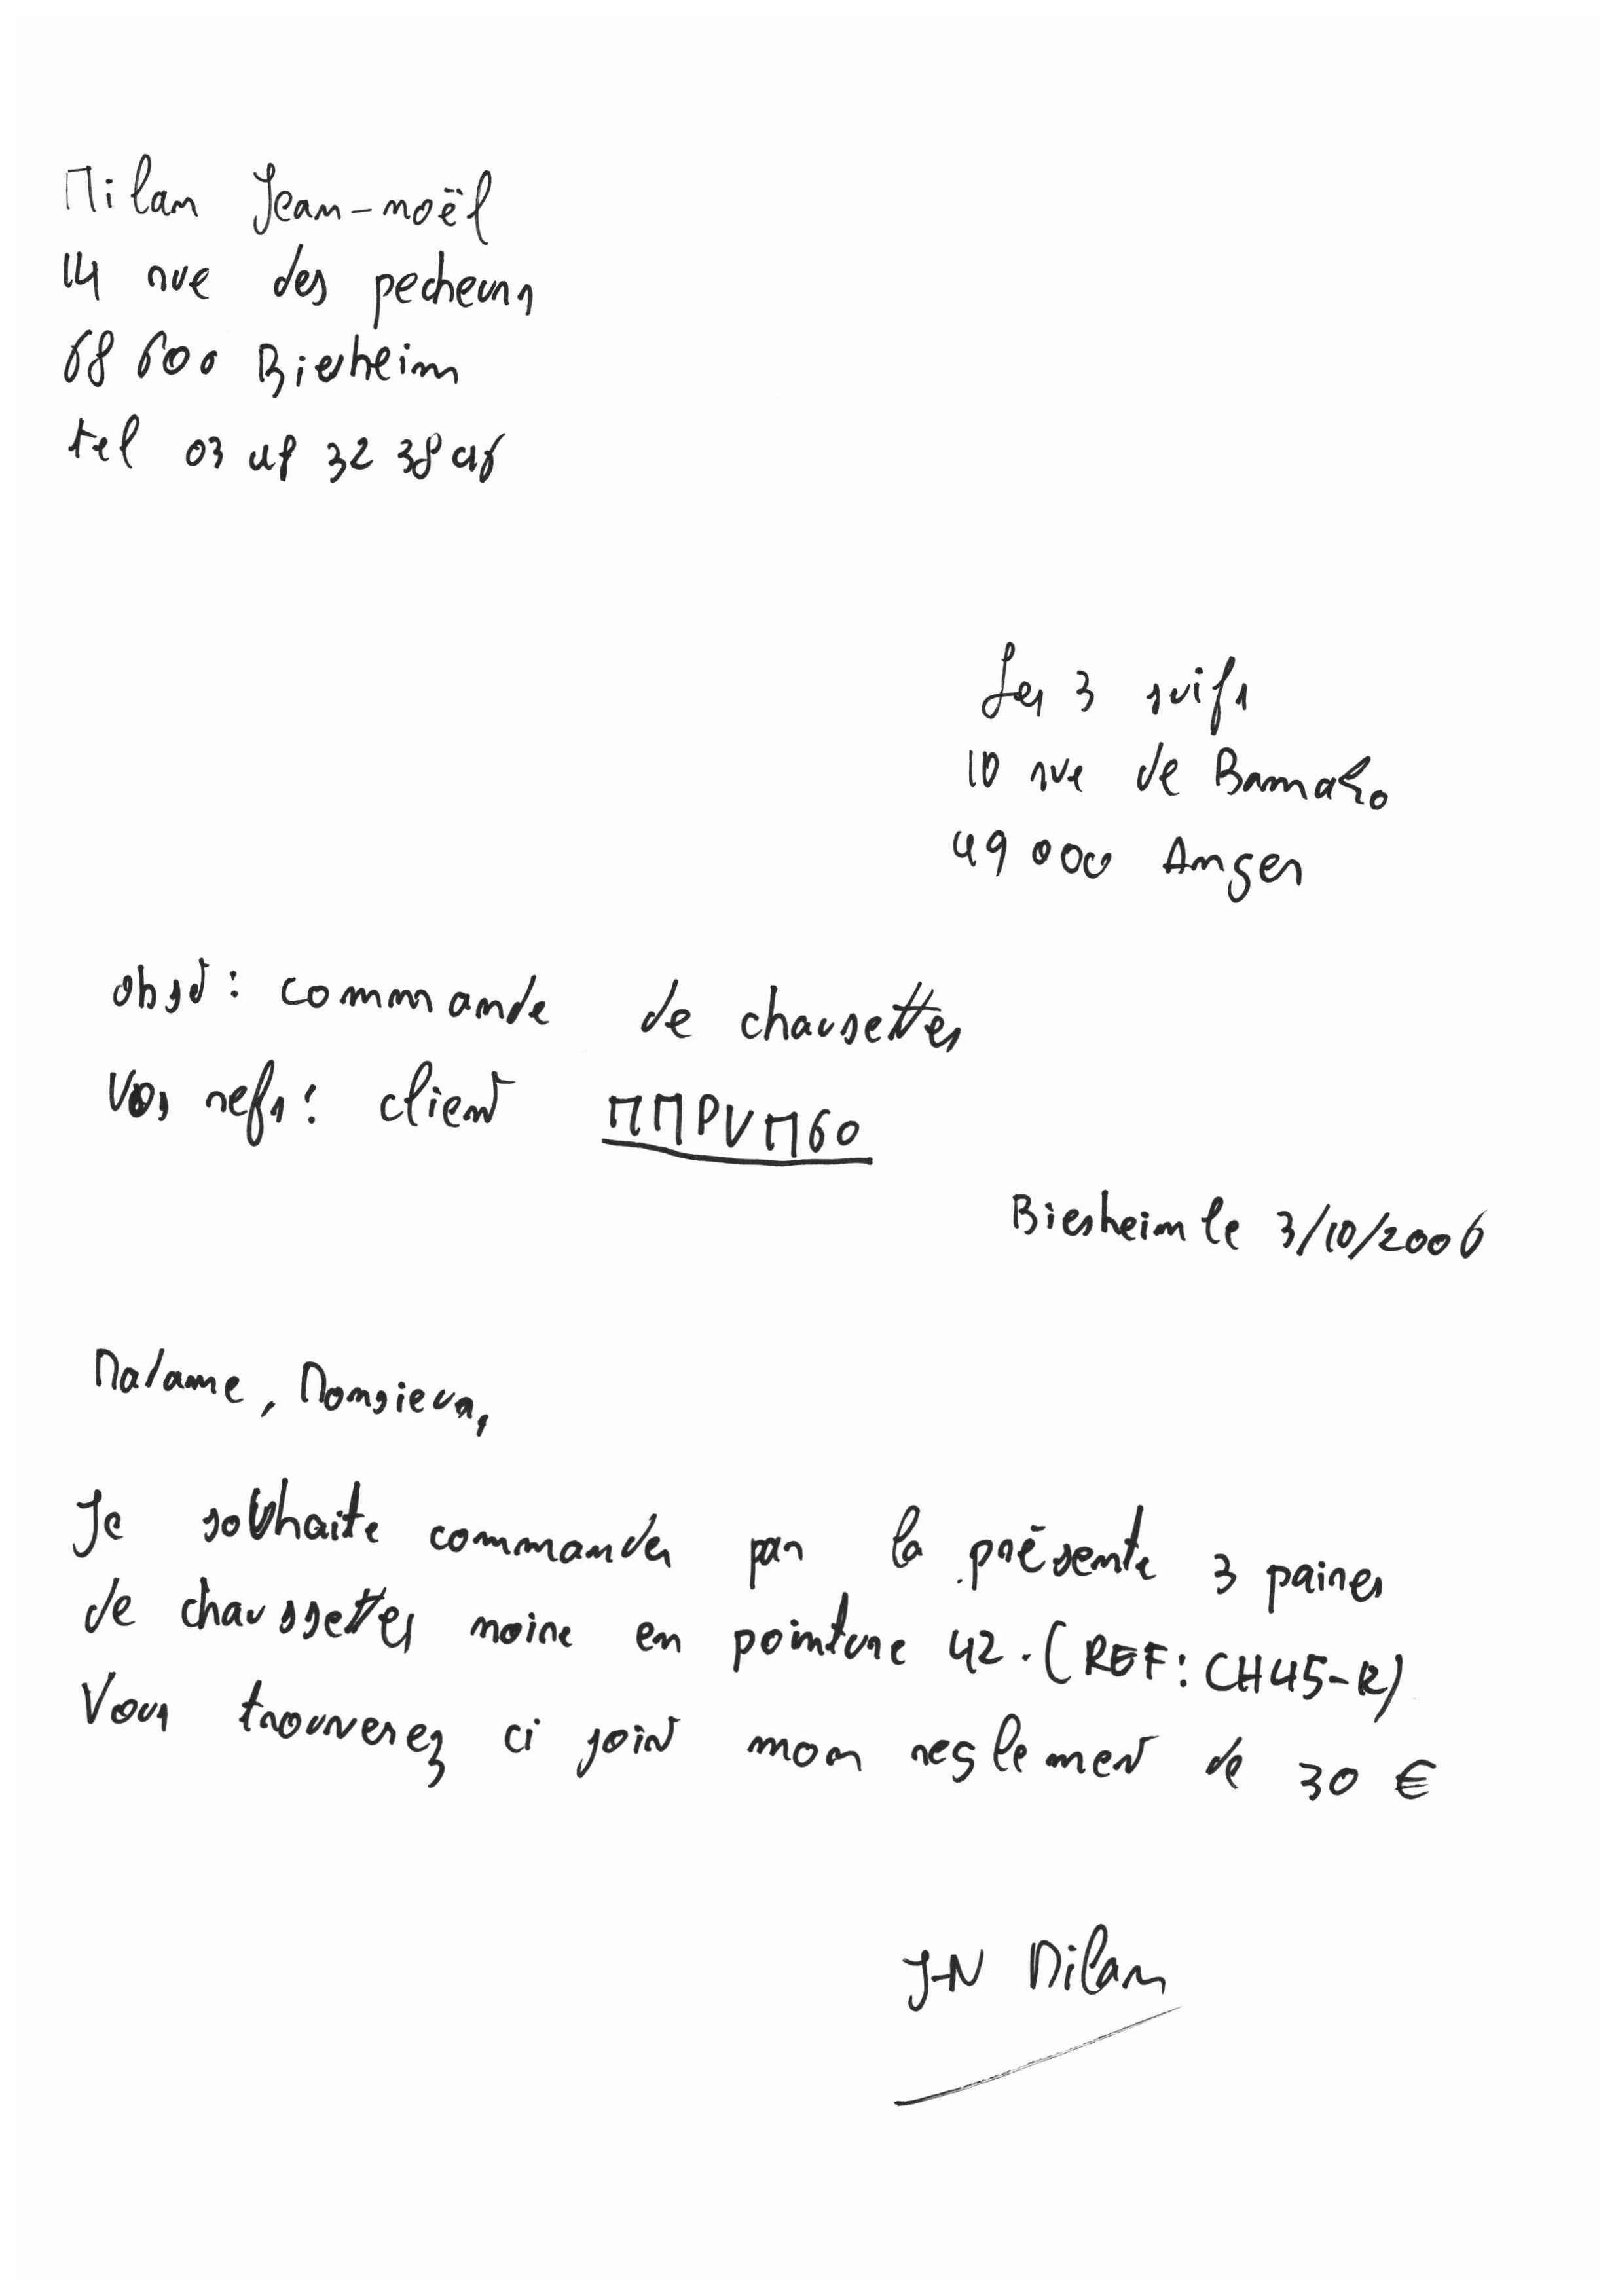 Milan Jean-noël
14 rue des pecheurs
68 600 Biesheim
tel 03 48 32 38 46
Les 3 suifs
10 rue de Bamako
49 000 Angers
objet : commande de chaussettes
Vos refs : client MMPVM60
Biesheim le 3/10/2006
Madame, Monsieur,
Je souhaite commander par la présente 3 paires
de chaussettes noire en pointure 42. (REF: CH45-R)
Vous trouverez ci joint mon reglement de 30 €
J-N Milan